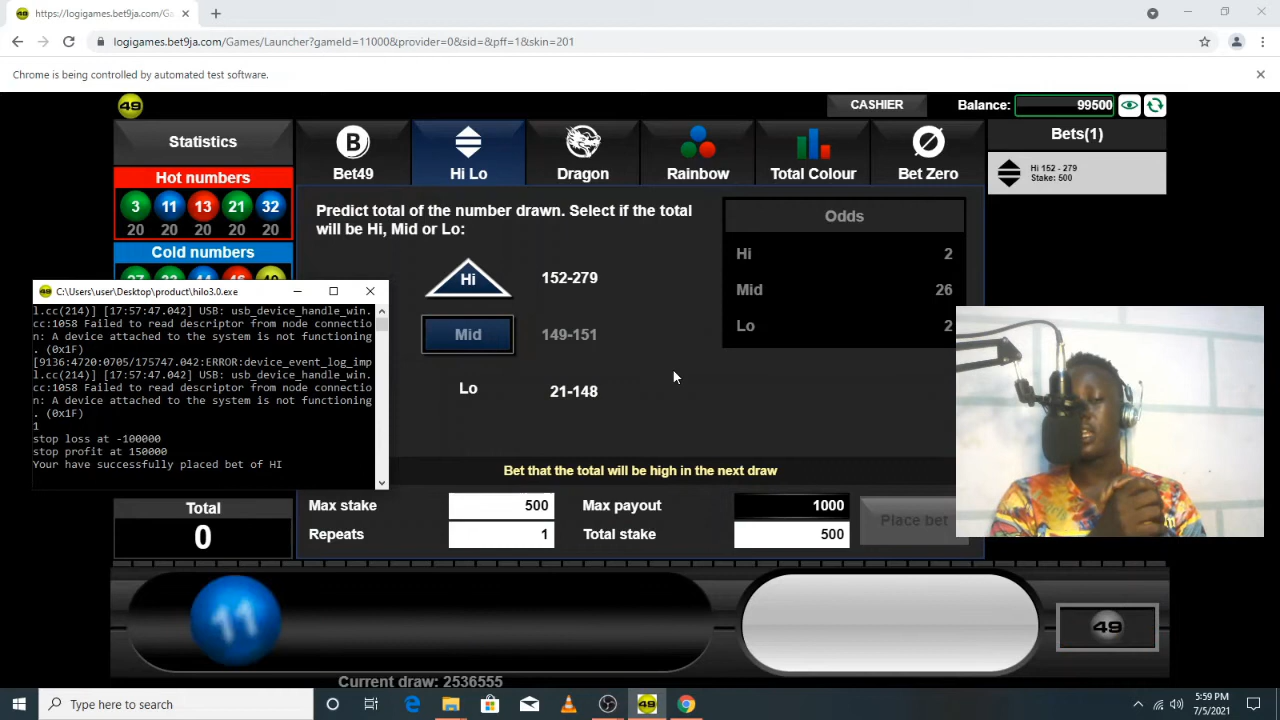 https://logigames.bet9ja.com/Ga
logigames.bet9ja.com/Games/Launcher?gameId=11000&provider=0&sid=&pff=1&skin=201
Chrome is being controlled by automated test software.
49
CASHIER
Balance:
99500
Statistics
B
Bet49
Hi Lo
Dragon
Rainbow
Total Colour
Bet Zero
Bets(1)
Hi 152 - 279
Stake: 500
Hot numbers
3 11 13 21 32
20 20 20 20 20
Cold numbers
Predict total of the number drawn. Select if the total
will be Hi, Mid or Lo:
Hi
152-279
Mid
149-151
Lo
21-148
Odds
Hi 2
Mid 26
Lo 2
C:\Users\user\Desktop\product\hilo3.0.exe
l.cc(214)] [17:57:47.042] USB: usb_device_handle_win.
cc:1058 Failed to read descriptor from node connectio
n: A device attached to the system is not functioning
. (0x1F)
[9136:4720:0705/175747.042:ERROR:device_event_log_imp
l.cc(214)] [17:57:47.042] USB: usb_device_handle_win.
cc:1058 Failed to read descriptor from node connectio
n: A device attached to the system is not functioning
. (0x1F)
1
stop loss at -100000
stop profit at 150000
Your have successfully placed bet of HI
Bet that the total will be high in the next draw
Total
0
Max stake
500
Max payout
1000
Repeats
1
Total stake
500
Place bet
11
49
Current draw: 2536555
Type here to search
49
5:59 PM
7/5/2021